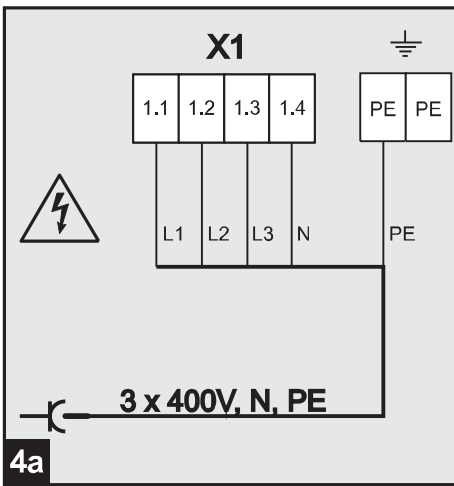 X1
1.1 1.2 1.3 1.4 PE PE
L1 L2 L3 N PE
3 x 400V, N, PE
4a